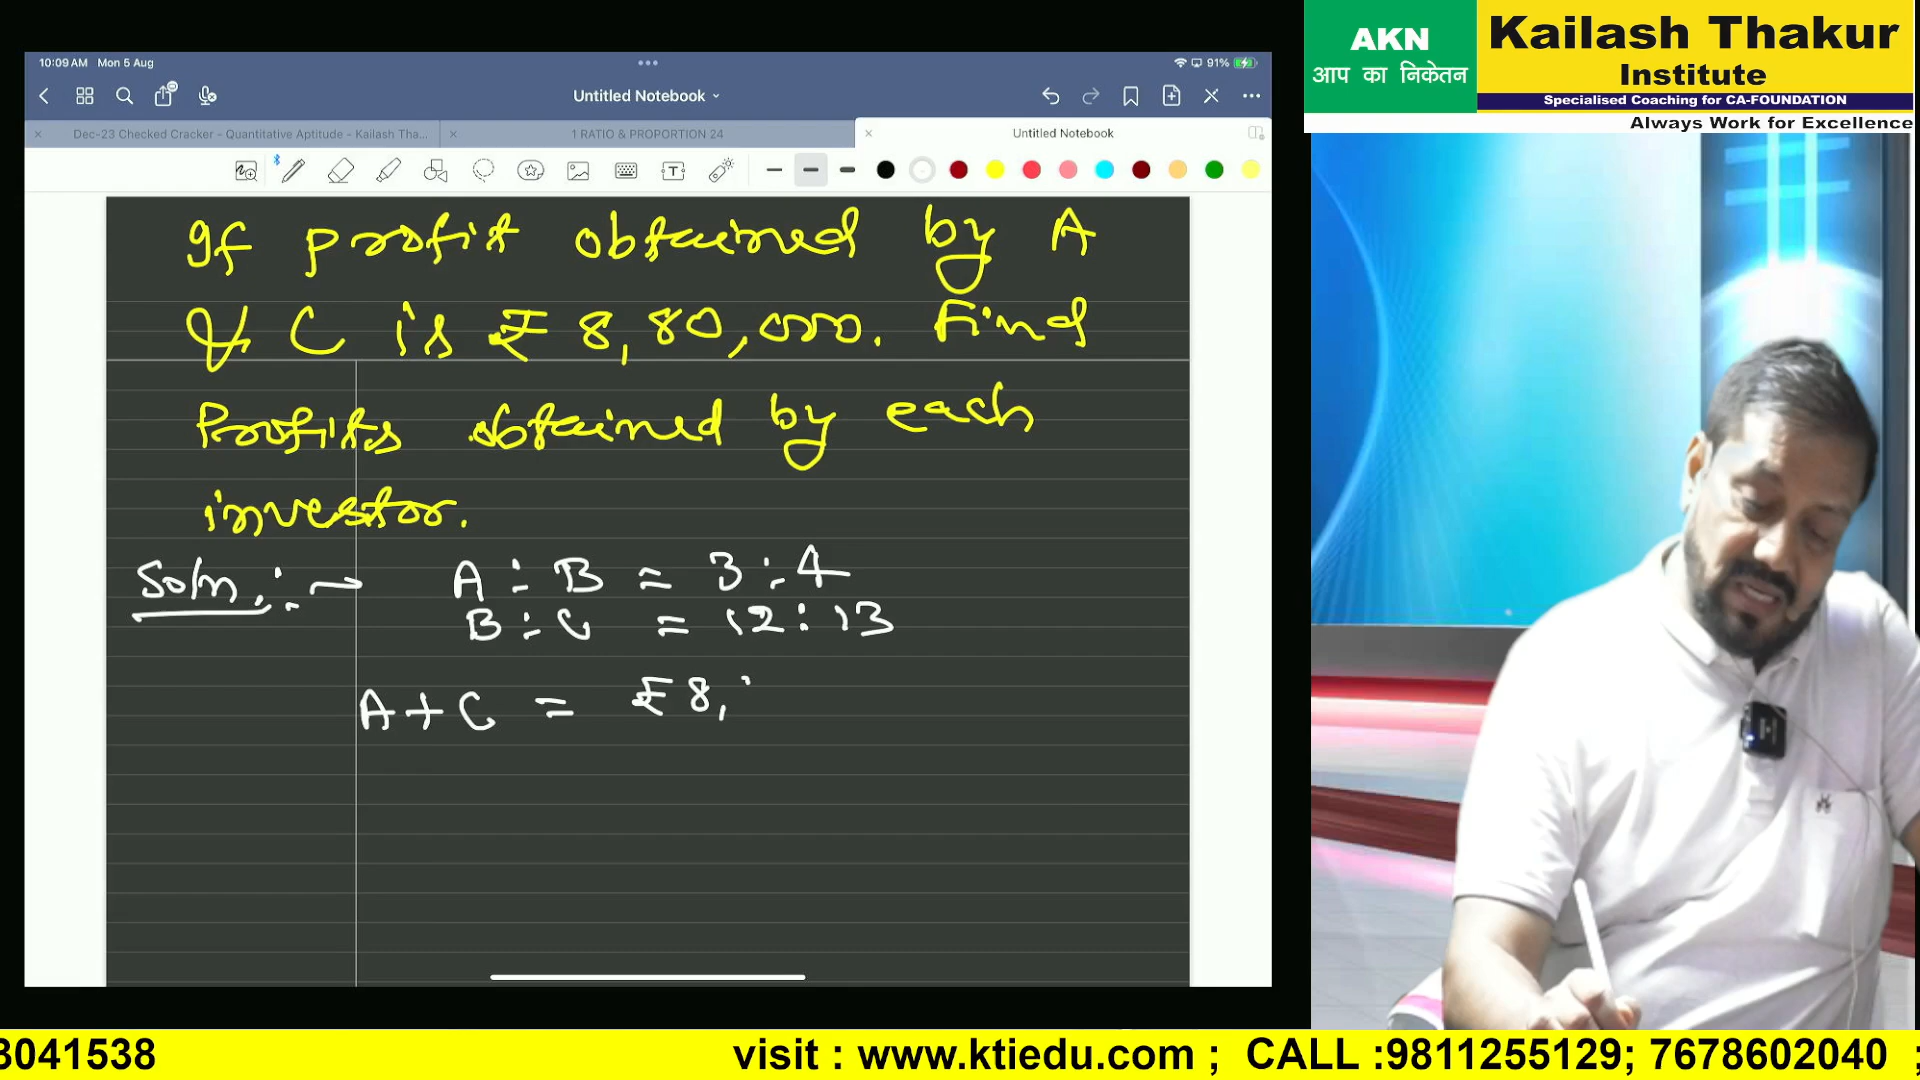 AKN
आप का निकेतन
Kailash Thakur
Institute
Specialised Coaching for CA-FOUNDATION
Always Work for Excellence
10:09 AM Mon 5 Aug
91%
Untitled Notebook
Dec-23 Checked Cracker - Quantitative Aptitude - Kailash Tha...
1 RATIO & PROPORTION 24
Untitled Notebook
If profit obtained by A
& C is ₹ 8,80,000. Find
Profits obtained by each
investor.
Soln :→ A : B = 3 : 4
B : C = 12 : 13
A + C = ₹ 8,
3041538
visit : www.ktiedu.com ; CALL :9811255129; 7678602040 ;